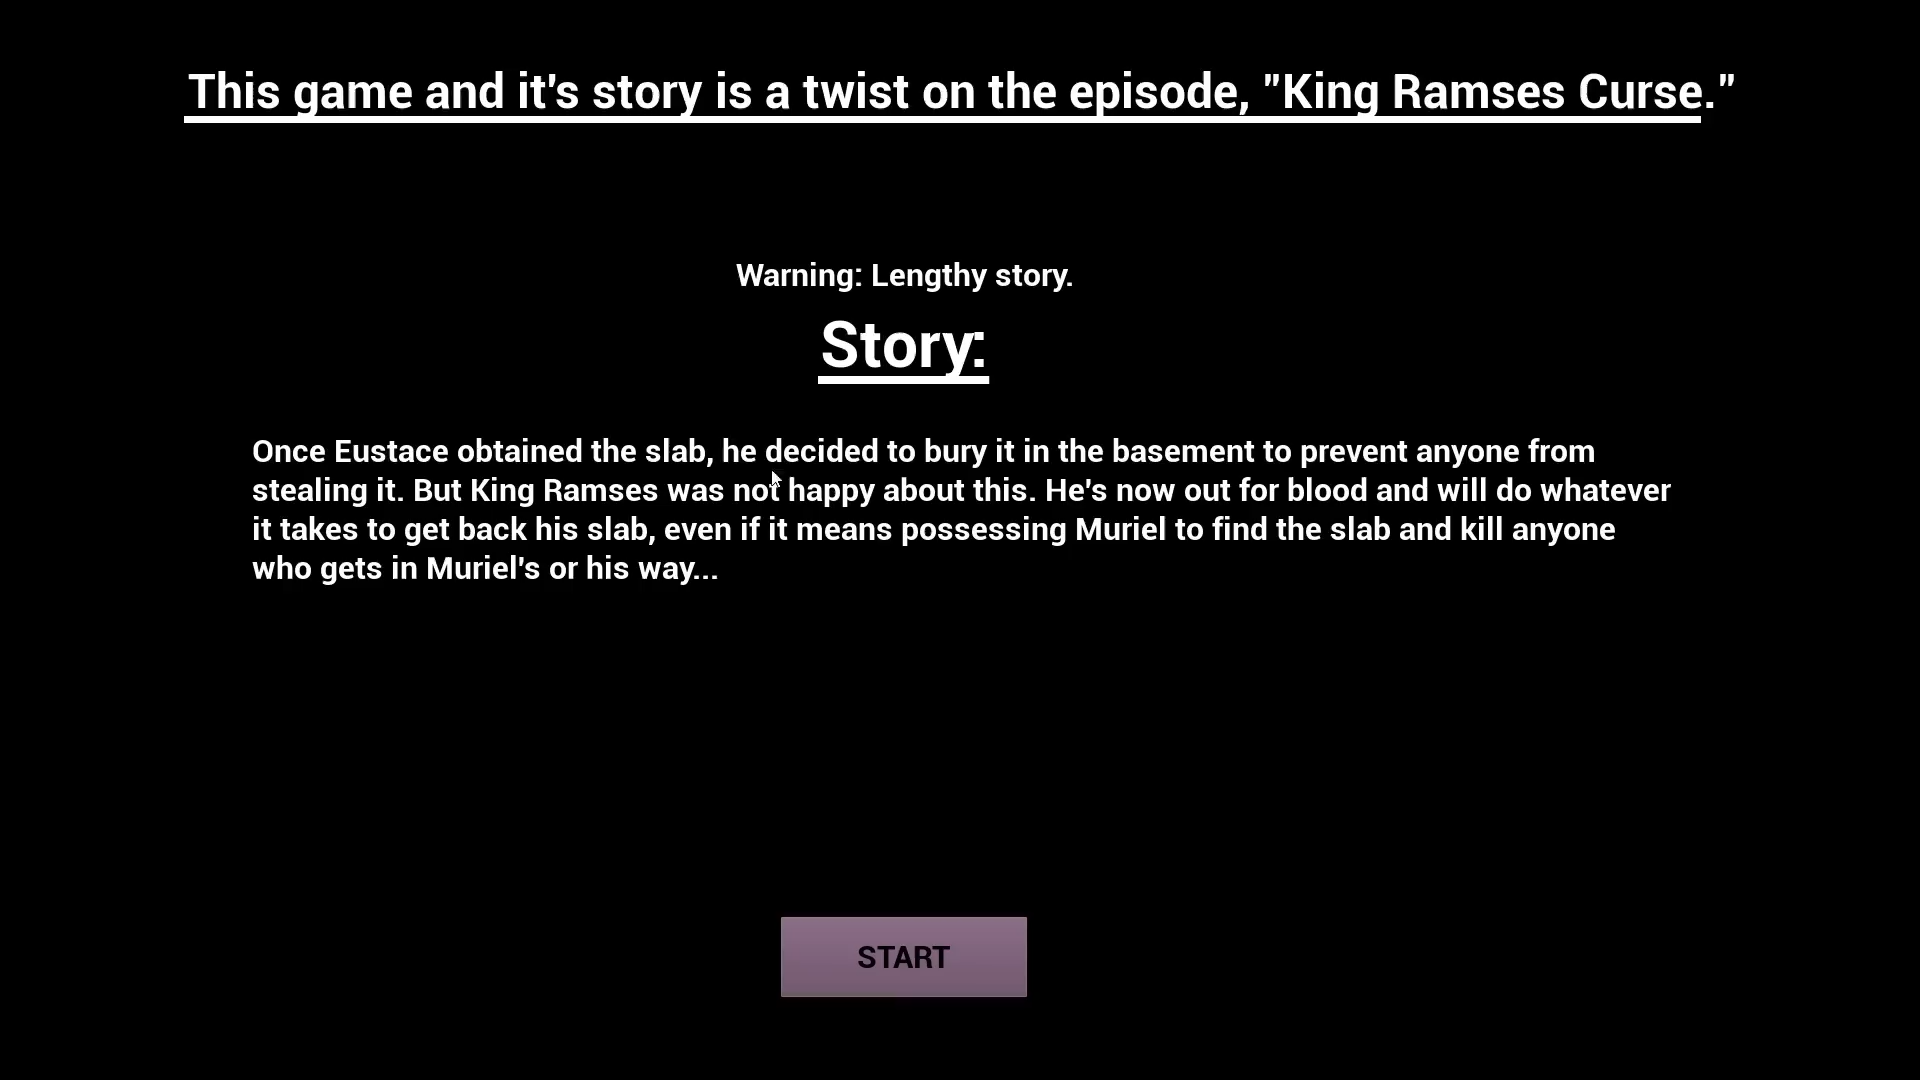 This game and it's story is a twist on the episode, "King Ramses Curse."
Warning: Lengthy story.
Story:
Once Eustace obtained the slab, he decided to bury it in the basement to prevent anyone from
stealing it. But King Ramses was not happy about this. He's now out for blood and will do whatever
it takes to get back his slab, even if it means possessing Muriel to find the slab and kill anyone
who gets in Muriel's or his way...
START